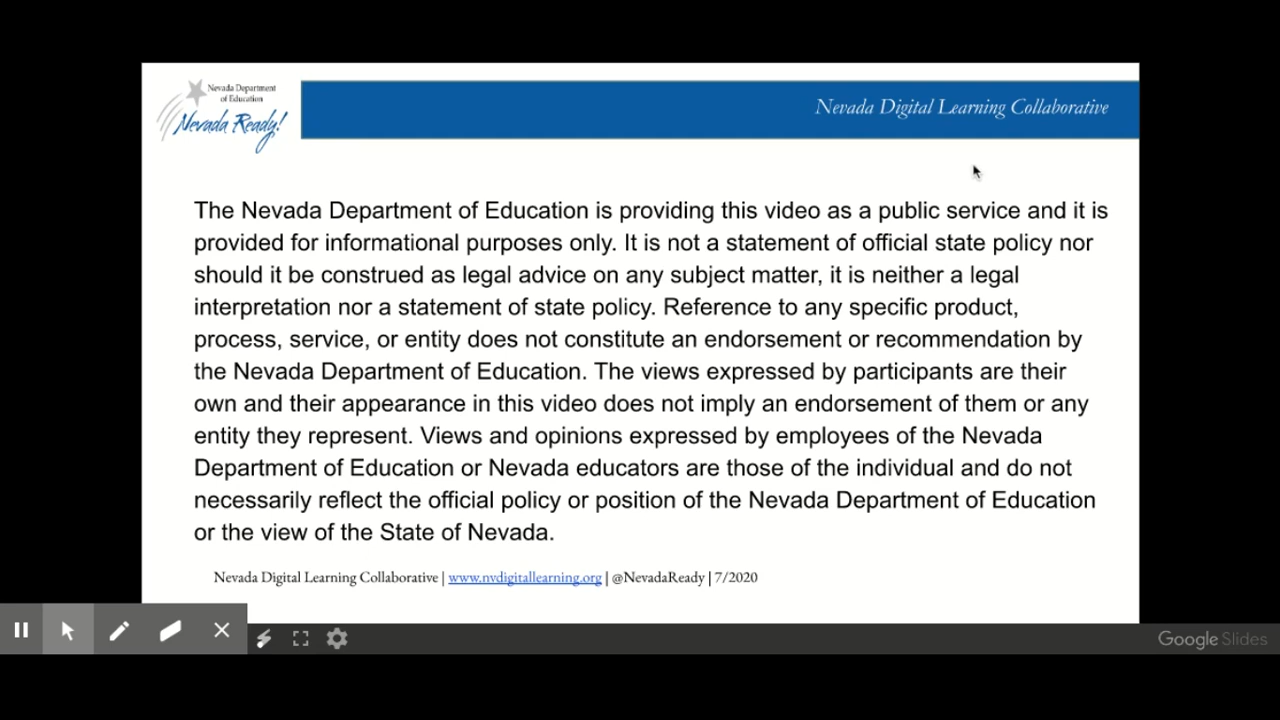 Nevada Department
of Education
Nevada Ready!
Nevada Digital Learning Collaborative
The Nevada Department of Education is providing this video as a public service and it is
provided for informational purposes only. It is not a statement of official state policy nor
should it be construed as legal advice on any subject matter, it is neither a legal
interpretation nor a statement of state policy. Reference to any specific product,
process, service, or entity does not constitute an endorsement or recommendation by
the Nevada Department of Education. The views expressed by participants are their
own and their appearance in this video does not imply an endorsement of them or any
entity they represent. Views and opinions expressed by employees of the Nevada
Department of Education or Nevada educators are those of the individual and do not
necessarily reflect the official policy or position of the Nevada Department of Education
or the view of the State of Nevada.
Nevada Digital Learning Collaborative | www.nvdigitallearning.org | @NevadaReady | 7/2020
Google Slides